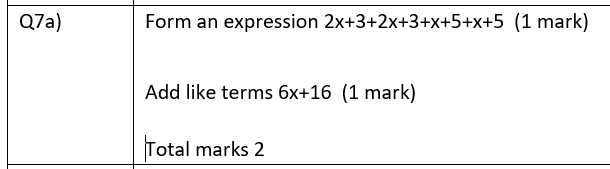 Q7a) Form an expression 2x+3+2x+3+x+5+x+5 (1 mark)
Add like terms 6x+16 (1 mark)
Total marks 2